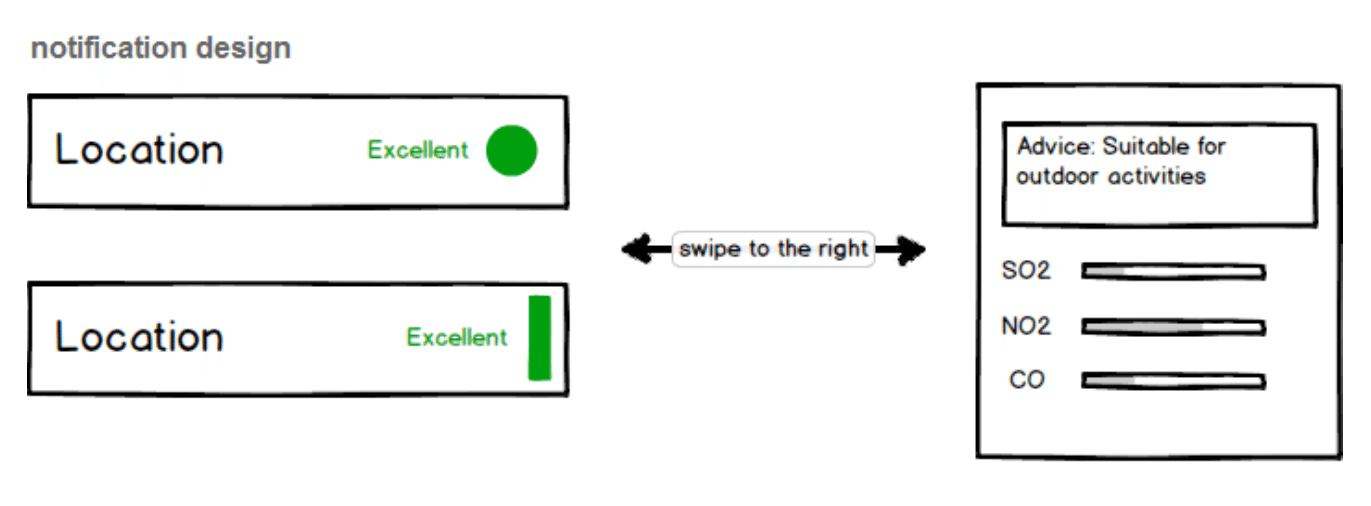 notification design
Location
Excellent
Location
Excellent
swipe to the right
Advice: Suitable for
outdoor activities
SO2
NO2
CO